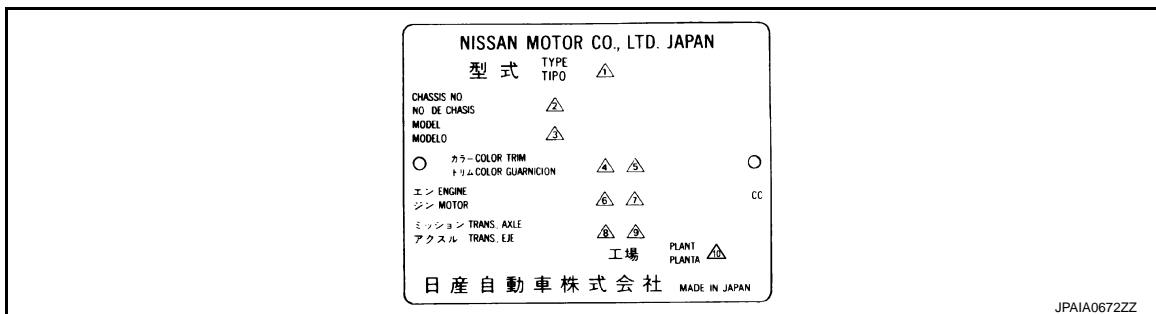 NISSAN MOTOR CO., LTD. JAPAN
型式 TYPE
TIPO 1
CHASSIS NO
NO DE CHASIS 2
MODEL
MODELO 3
カラー COLOR TRIM
トリム COLOR GUARNICION 4 5
エン ENGINE
ジン MOTOR 6 7 CC
ミッション TRANS. AXLE
アクスル TRANS. EJE 8 9
工場 PLANT
PLANTA 10
日産自動車株式会社 MADE IN JAPAN
JPAIA0672ZZ